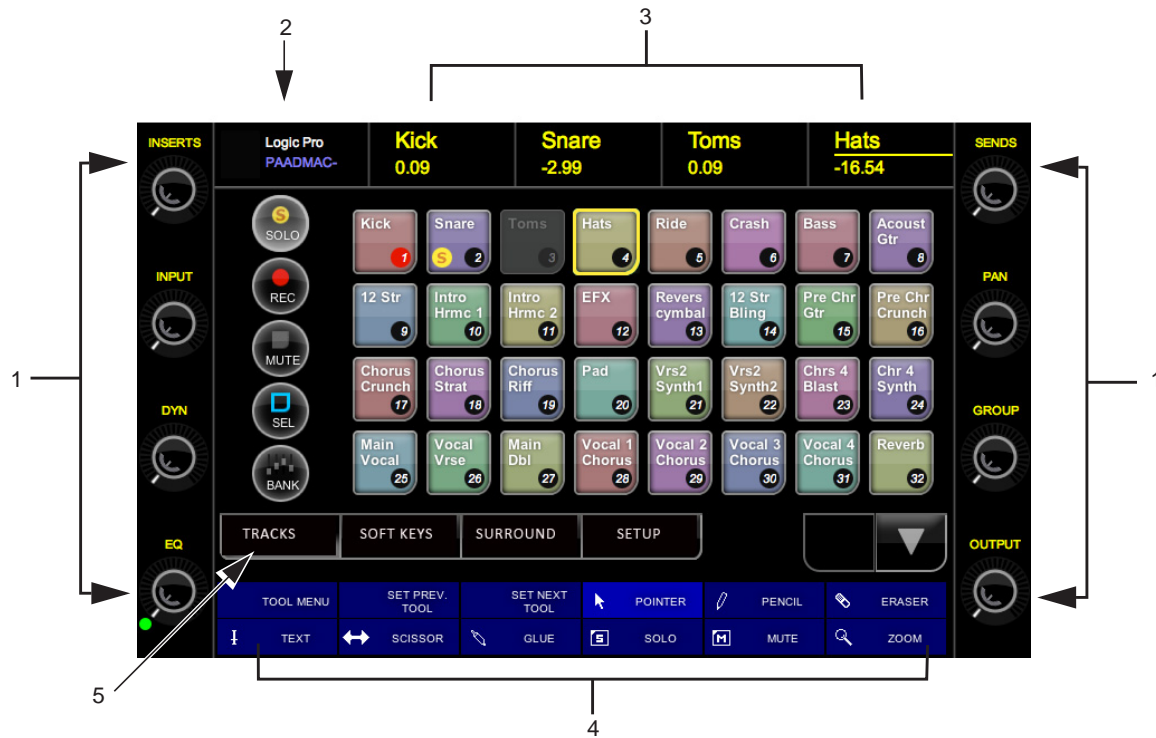 3
2
INSERTS
Logic Pro
PAADMAC-
Kick
0.09
Snare
-2.99
Toms
0.09
Hats
-16.54
SENDS
S
SOLO
Kick
1
Snare
S
2
Toms
3
Hats
4
Ride
5
Crash
6
Bass
7
Acoust
Gtr
8
INPUT
REC
12 Str
9
Intro
Hrmc 1
10
Intro
Hrmc 2
11
EFX
12
Revers
cymbal
13
12 Str
Bling
14
Pre Chr
Gtr
15
Pre Chr
Crunch
16
PAN
MUTE
1
Chorus
Crunch
17
Chorus
Strat
18
Chorus
Riff
19
Pad
20
Vrs2
Synth1
21
Vrs2
Synth2
22
Chrs 4
Blast
23
Chr 4
Synth
24
DYN
SEL
GROUP
Main
Vocal
25
Vocal
Vrse
26
Main
Dbl
27
Vocal 1
Chorus
28
Vocal 2
Chorus
29
Vocal 3
Chorus
30
Vocal 4
Chorus
31
Reverb
32
BANK
EQ
TRACKS
SOFT KEYS
SURROUND
SETUP
OUTPUT
TOOL MENU
SET PREV.
TOOL
SET NEXT
TOOL
POINTER
PENCIL
ERASER
TEXT
SCISSOR
GLUE
S
SOLO
M
MUTE
ZOOM
5
4